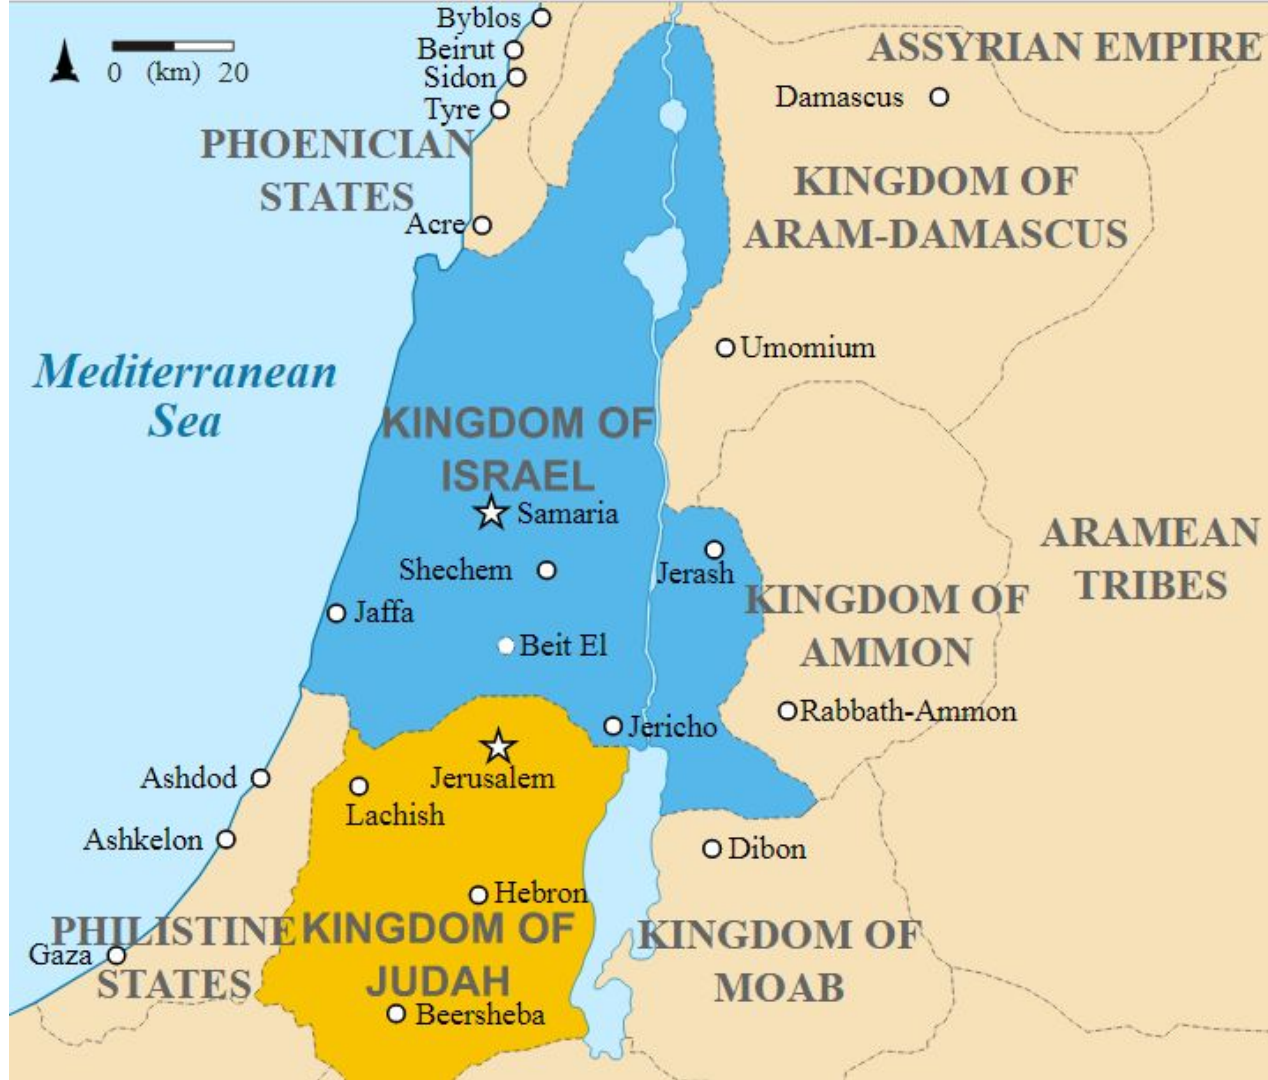 Byblos
ASSYRIAN EMPIRE
Beirut
0 (km) 20
Sidon
Damascus
Tyre
PHOENICIAN
STATES
KINGDOM OF
ARAM-DAMASCUS
Acre
Umomium
Mediterranean
Sea
KINGDOM OF
ISRAEL
Samaria
ARAMEAN
TRIBES
Shechem
Jerash
KINGDOM OF
AMMON
Jaffa
Beit El
Rabbath-Ammon
Jericho
Ashdod
Jerusalem
Lachish
Ashkelon
Dibon
Hebron
PHILISTINE
STATES
KINGDOM OF
JUDAH
KINGDOM OF
MOAB
Gaza
Beersheba